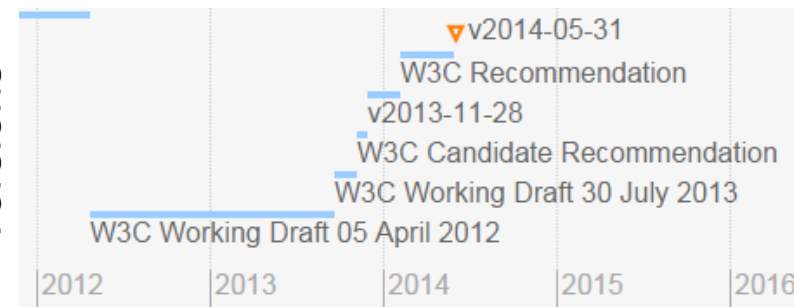 v2014-05-31
W3C Recommendation
v2013-11-28
W3C Candidate Recommendation
W3C Working Draft 30 July 2013
W3C Working Draft 05 April 2012
2012 2013 2014 2015 2016